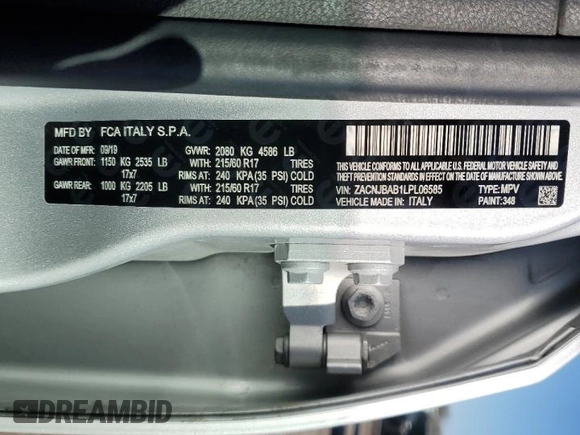 MFD BY FCA ITALY S.P.A.
DATE OF MFR: 09/19 GVWR: 2080 KG 4586 LB
GAWR FRONT: 1150 KG 2535 LB WITH: 215/60 R17 TIRES
17x7 RIMS AT: 240 KPA (35 PSI) COLD
GAWR REAR: 1000 KG 2205 LB WITH: 215/60 R17 TIRES
17x7 RIMS AT: 240 KPA (35 PSI) COLD
THIS VEHICLE CONFORMS TO ALL APPLICABLE U.S.A. FEDERAL MOTOR
VEHICLE SAFETY, BUMPER, AND THEFT PREVENTION STANDARDS
IN EFFECT ON THE DATE OF MANUFACTURE SHOWN ABOVE.
VIN: ZACNJBAB1LPL06585 TYPE: MPV
VEHICLE MADE IN: ITALY PAINT: 348
DREAMBID